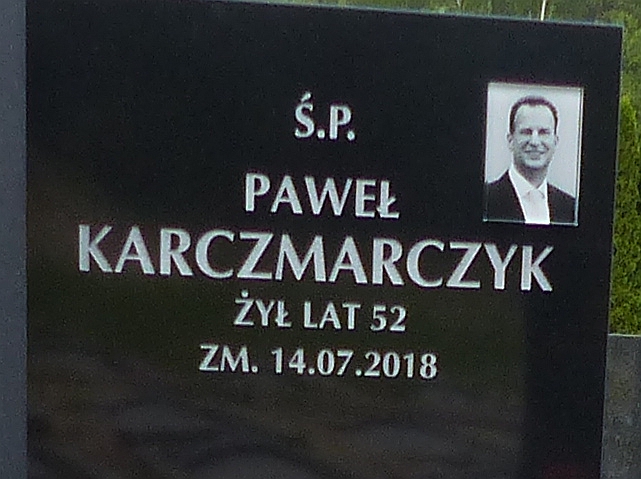 Ś.P.
PAWEŁ
KARCZMARCZYK
ŻYŁ LAT 52
ZM. 14.07.2018